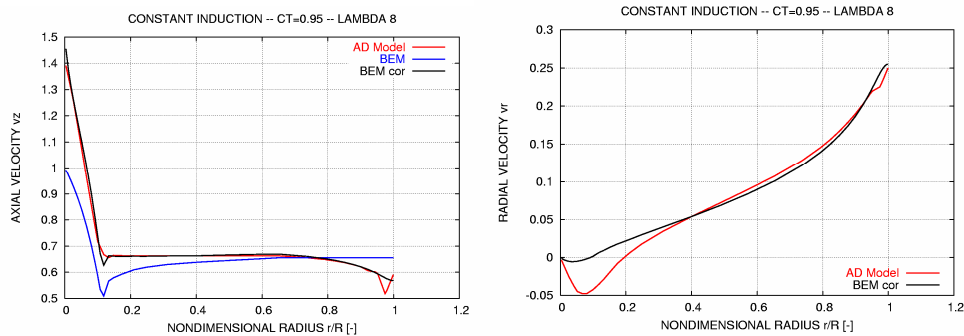 CONSTANT INDUCTION -- CT=0.95 -- LAMBDA 8
1.5
1.4
1.3
1.2
1.1
1
0.9
0.8
0.7
0.6
0.5
AXIAL VELOCITY vz
AD Model
BEM
BEM cor
0 0.2 0.4 0.6 0.8 1 1.2
NONDIMENSIONAL RADIUS r/R [-]
CONSTANT INDUCTION -- CT=0.95 -- LAMBDA 8
0.3
0.25
0.2
0.15
0.1
0.05
0
-0.05
RADIAL VELOCITY vr
AD Model
BEM cor
0 0.2 0.4 0.6 0.8 1 1.2
NONDIMENSIONAL RADIUS r/R [-]